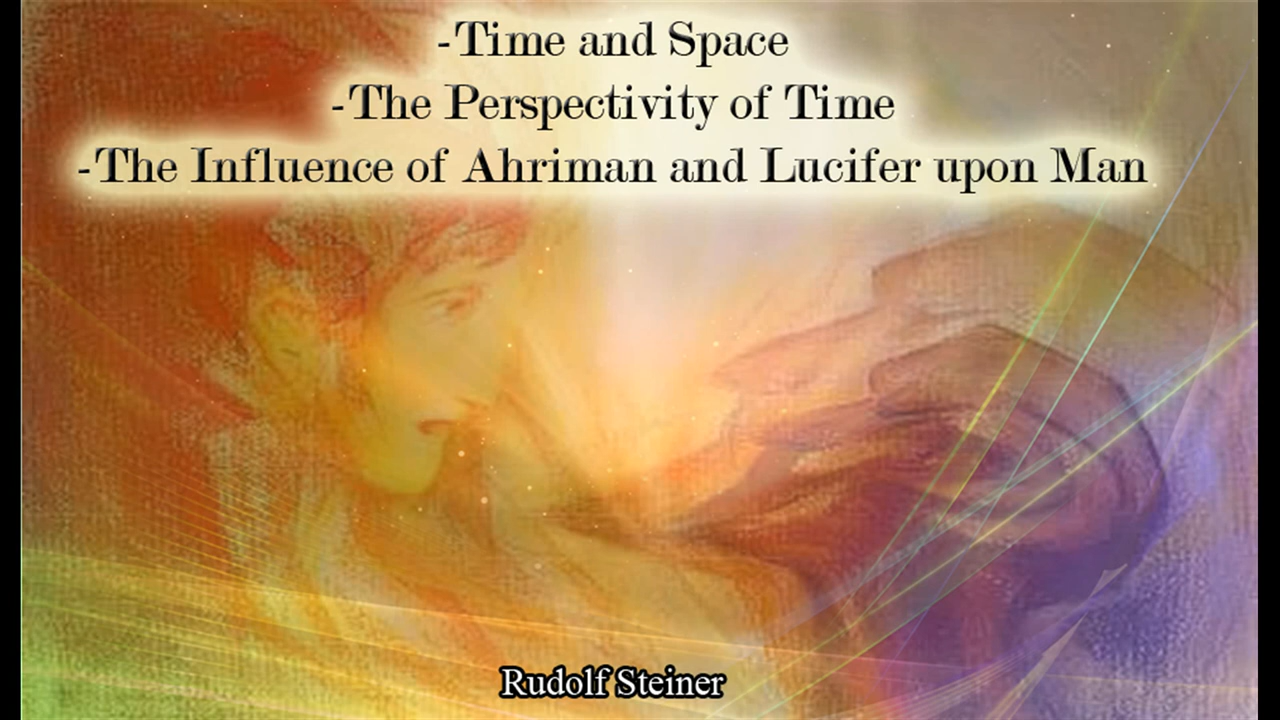 -Time and Space
-The Perspectivity of Time
-The Influence of Ahriman and Lucifer upon Man
Rudolf Steiner